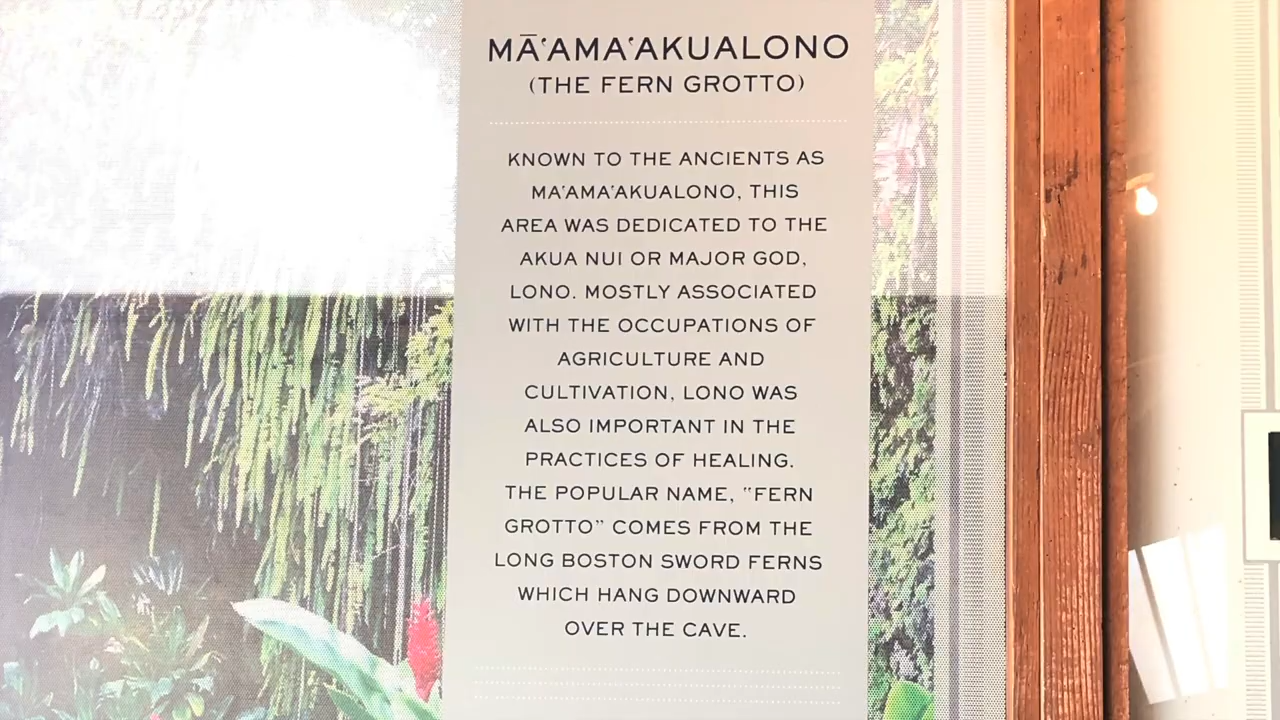 MĀʻAMAʻAKUALONO
(THE FERN GROTTO)
KNOWN TO THE ANCIENTS AS
MAʻAMAʻAKUALONO, THIS
AREA WAS DEDICATED TO THE
AKUA NUI OR MAJOR GOD,
LONO. MOSTLY ASSOCIATED
WITH THE OCCUPATIONS OF
AGRICULTURE AND
CULTIVATION, LONO WAS
ALSO IMPORTANT IN THE
PRACTICES OF HEALING.
THE POPULAR NAME, “FERN
GROTTO” COMES FROM THE
LONG BOSTON SWORD FERNS
WHICH HANG DOWNWARD
OVER THE CAVE.